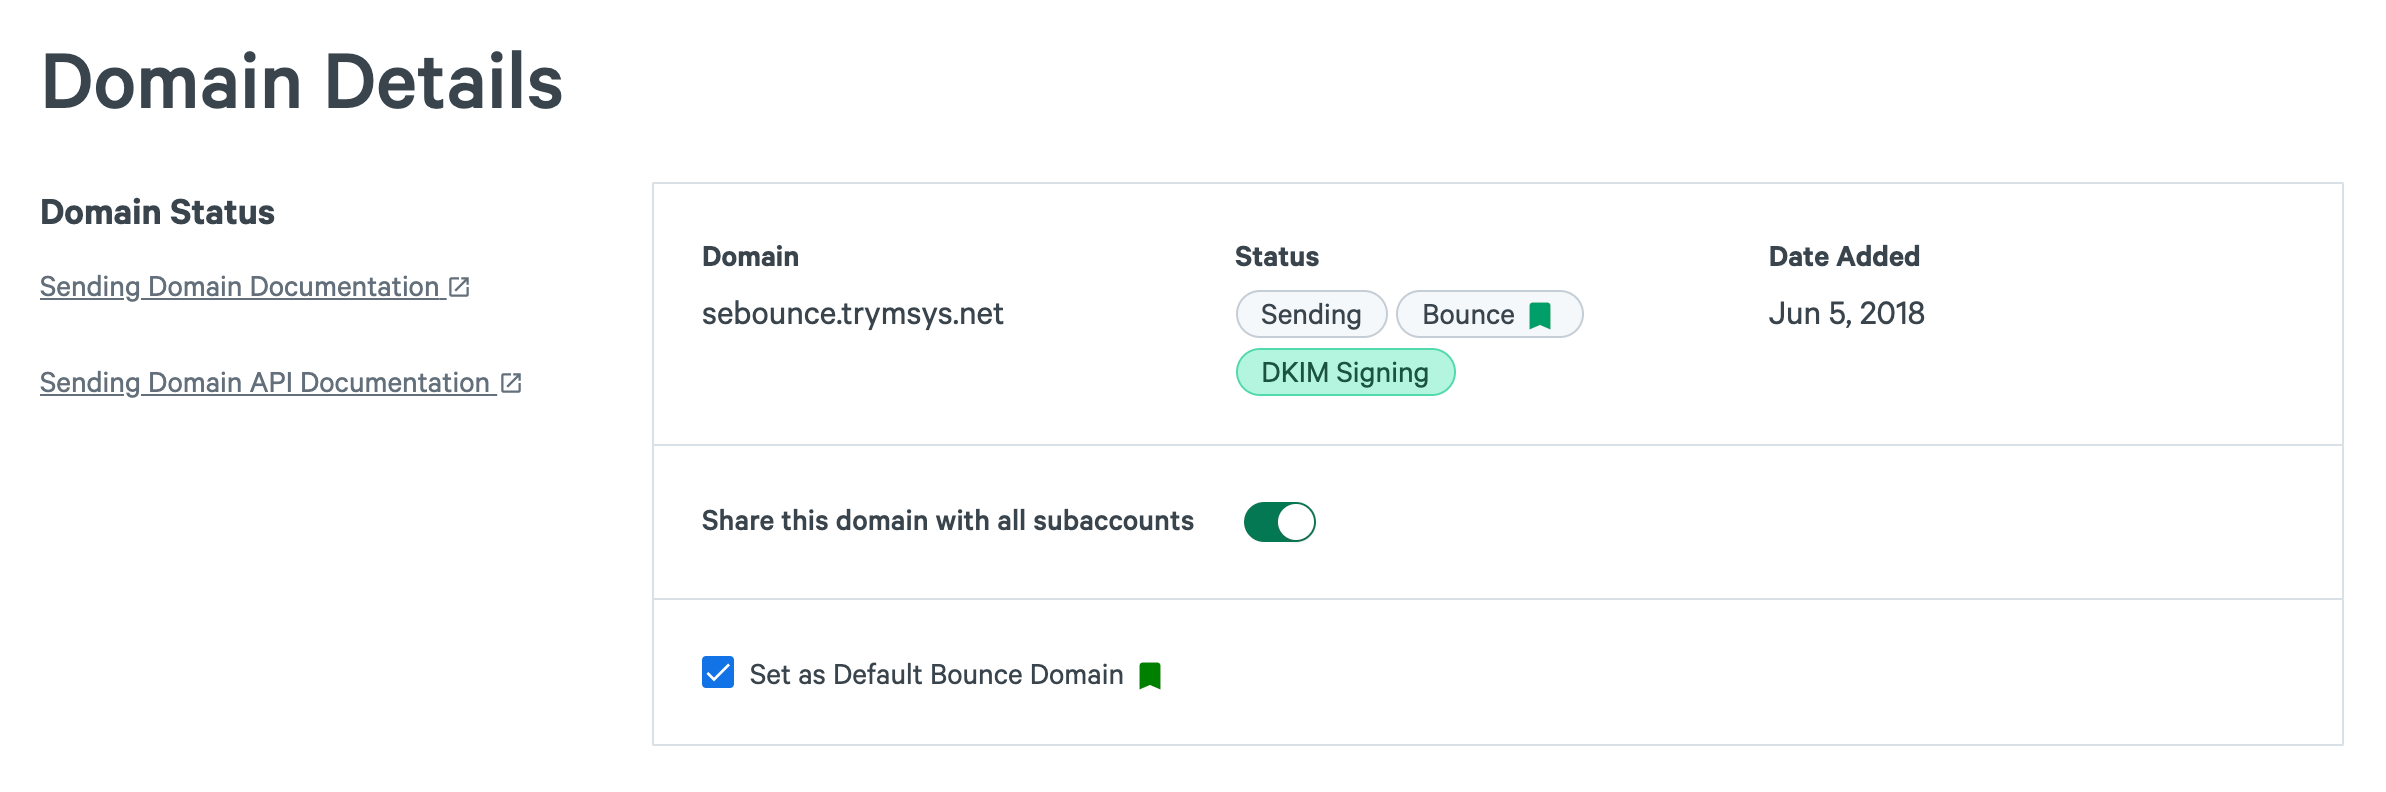 Domain Details
Domain Status
Sending Domain Documentation
Sending Domain API Documentation
Domain Status Date Added
sebounce.trymsys.net Sending Bounce Jun 5, 2018
DKIM Signing
Share this domain with all subaccounts
Set as Default Bounce Domain